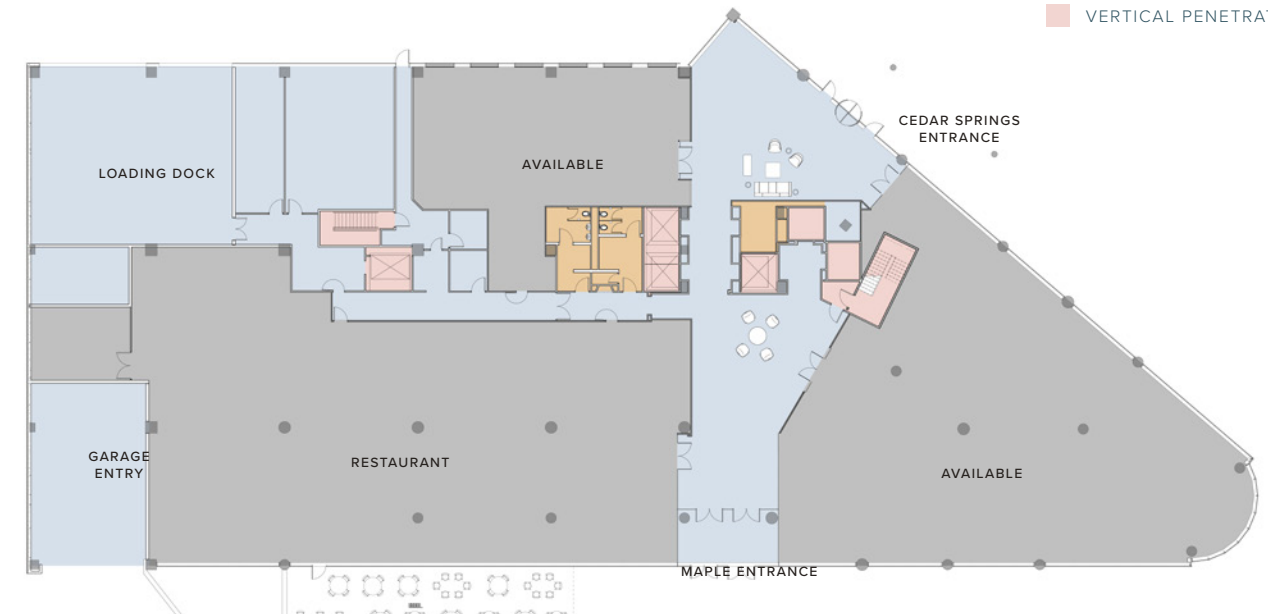 VERTICAL PENETRAT
CEDAR SPRINGS
ENTRANCE
AVAILABLE
LOADING DOCK
GARAGE
ENTRY
RESTAURANT
AVAILABLE
MAPLE ENTRANCE